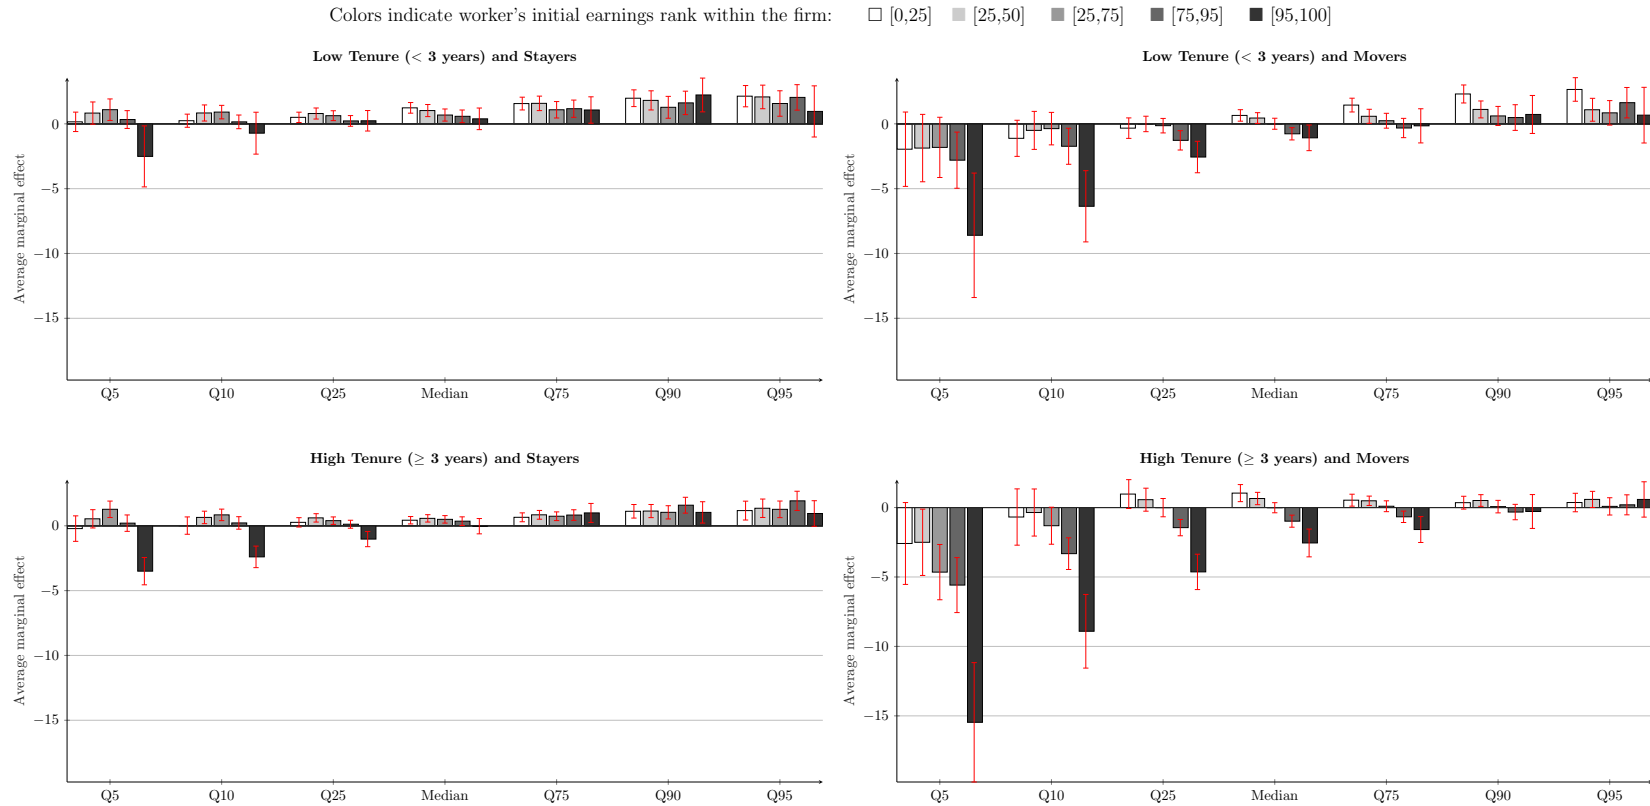 Colors indicate worker's initial earnings rank within the firm: [0,25] [25,50] [25,75] [75,95] [95,100]
Low Tenure (< 3 years) and Stayers
Average marginal effect
0
−5
−10
−15
Q5 Q10 Q25 Median Q75 Q90 Q95
Low Tenure (< 3 years) and Movers
Average marginal effect
0
−5
−10
−15
Q5 Q10 Q25 Median Q75 Q90 Q95
High Tenure (≥ 3 years) and Stayers
Average marginal effect
0
−5
−10
−15
Q5 Q10 Q25 Median Q75 Q90 Q95
High Tenure (≥ 3 years) and Movers
Average marginal effect
0
−5
−10
−15
Q5 Q10 Q25 Median Q75 Q90 Q95